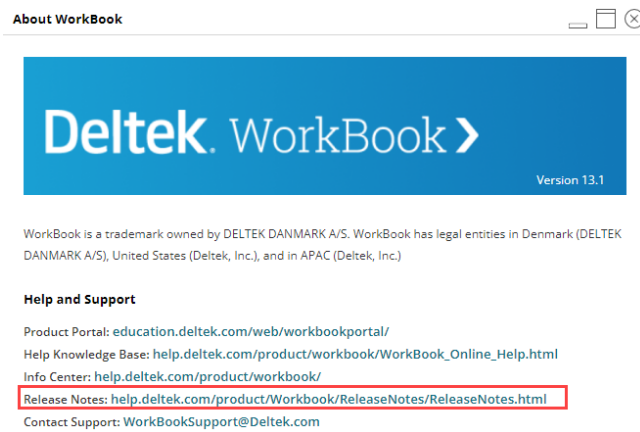 About WorkBook
Deltek. WorkBook
Version 13.1
WorkBook is a trademark owned by DELTEK DANMARK A/S. WorkBook has legal entities in Denmark (DELTEK
DANMARK A/S), United States (Deltek, Inc.), and in APAC (Deltek, Inc.)
Help and Support
Product Portal: education.deltek.com/web/workbookportal/
Help Knowledge Base: help.deltek.com/product/workbook/WorkBook_Online_Help.html
Info Center: help.deltek.com/product/workbook/
Release Notes: help.deltek.com/product/Workbook/ReleaseNotes/ReleaseNotes.html
Contact Support: WorkBookSupport@Deltek.com